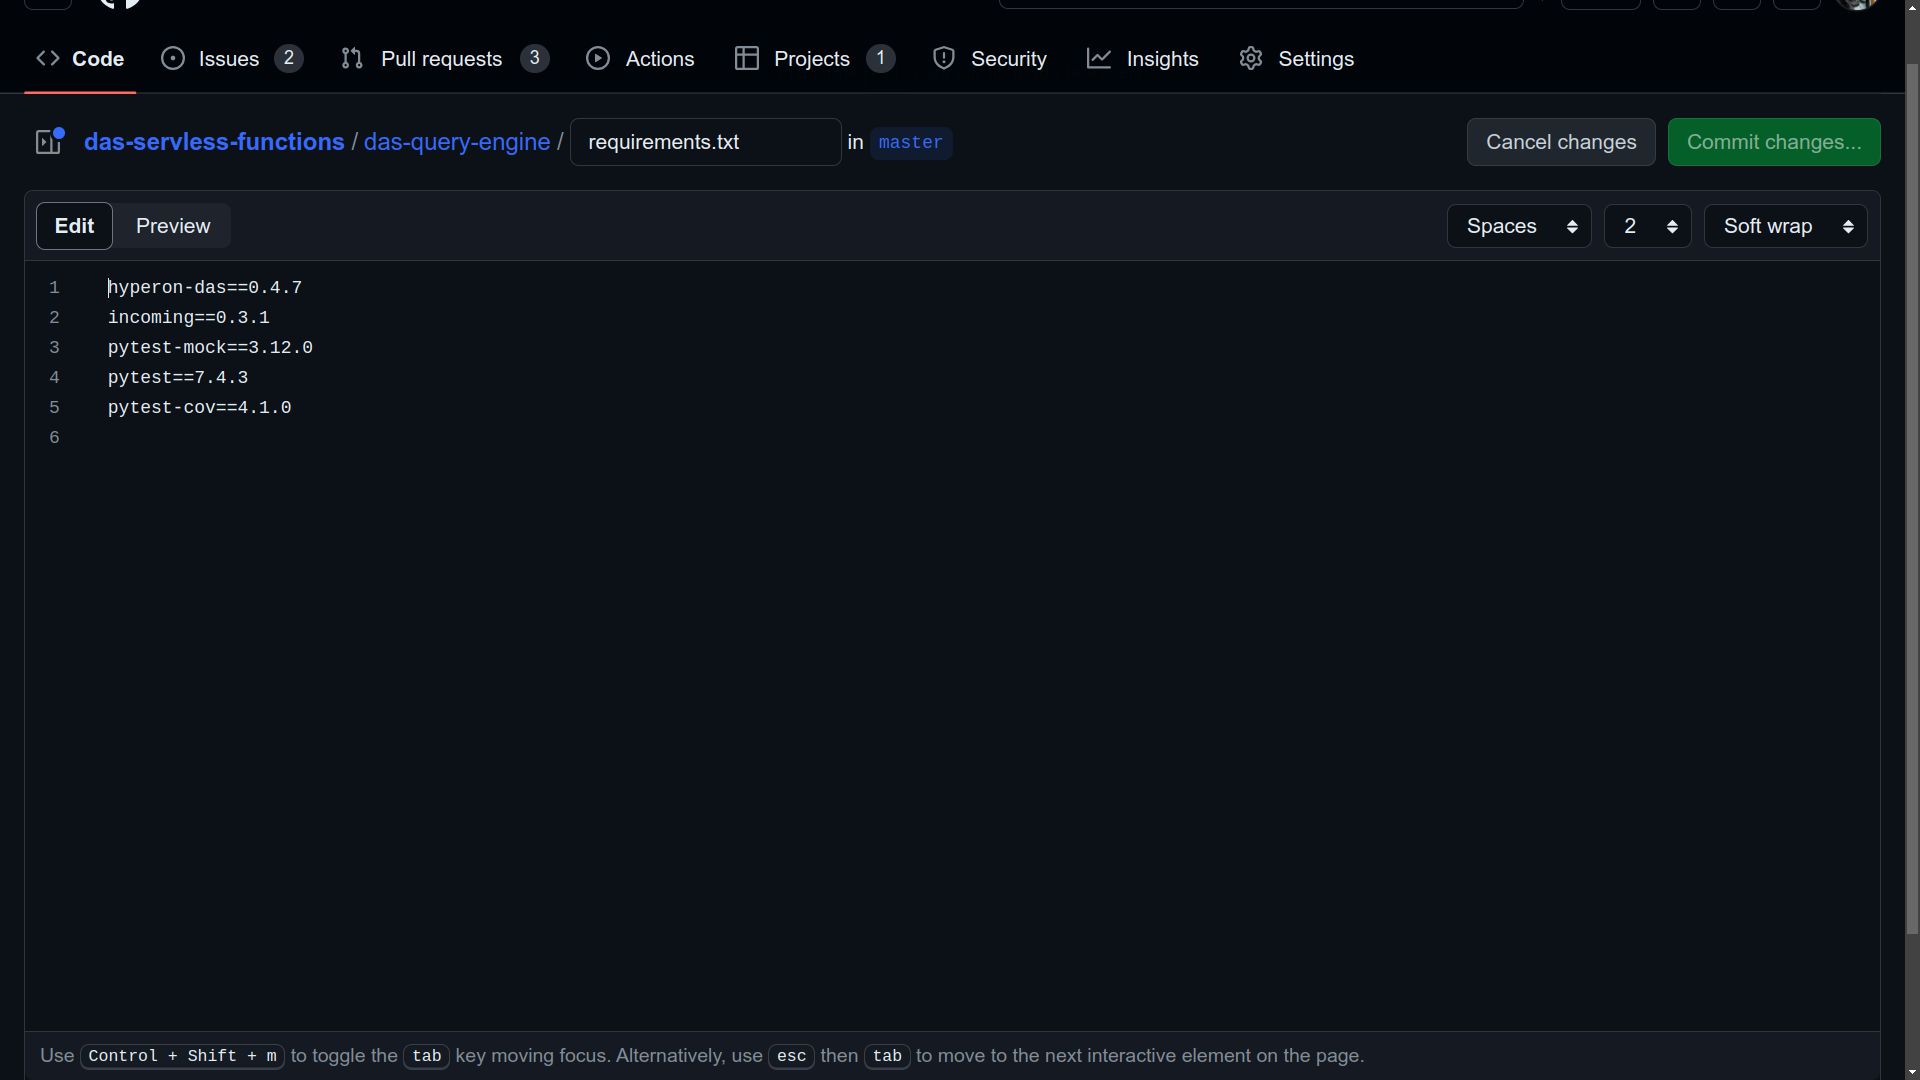 Code Issues 2 Pull requests 3 Actions Projects 1 Security Insights Settings
das-servless-functions / das-query-engine / requirements.txt in master Cancel changes Commit changes...
Edit Preview Spaces 2 Soft wrap
1 hyperon-das==0.4.7
2 incoming==0.3.1
3 pytest-mock==3.12.0
4 pytest==7.4.3
5 pytest-cov==4.1.0
6
Use Control + Shift + m to toggle the tab key moving focus. Alternatively, use esc then tab to move to the next interactive element on the page.